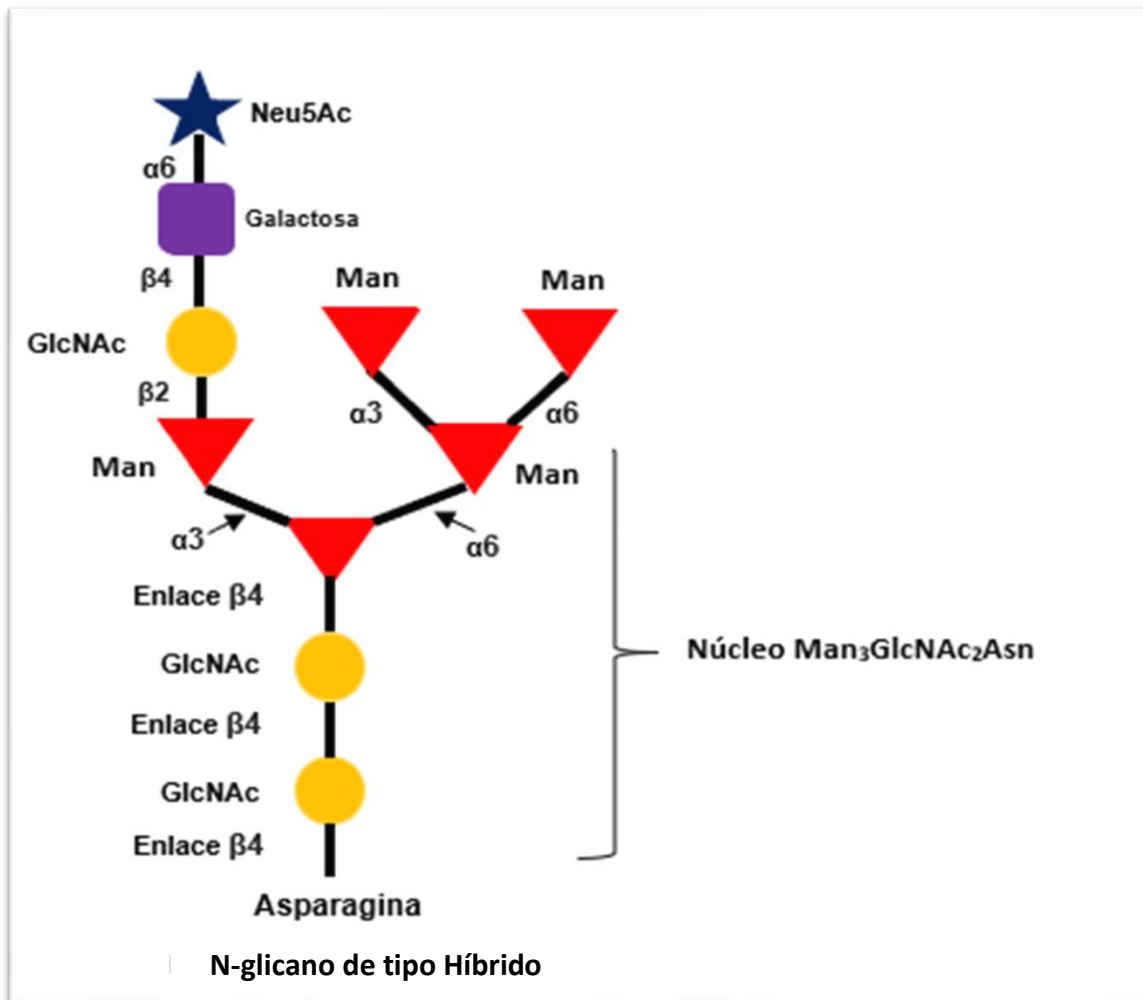 Neu5Ac
α6
Galactosa
β4
Man Man
GlcNAc
β2
α3 α6
Man Man
α3 α6
Enlace β4
GlcNAc
Núcleo Man₃GlcNAc₂Asn
Enlace β4
GlcNAc
Enlace β4
Asparagina
N-glicano de tipo Híbrido